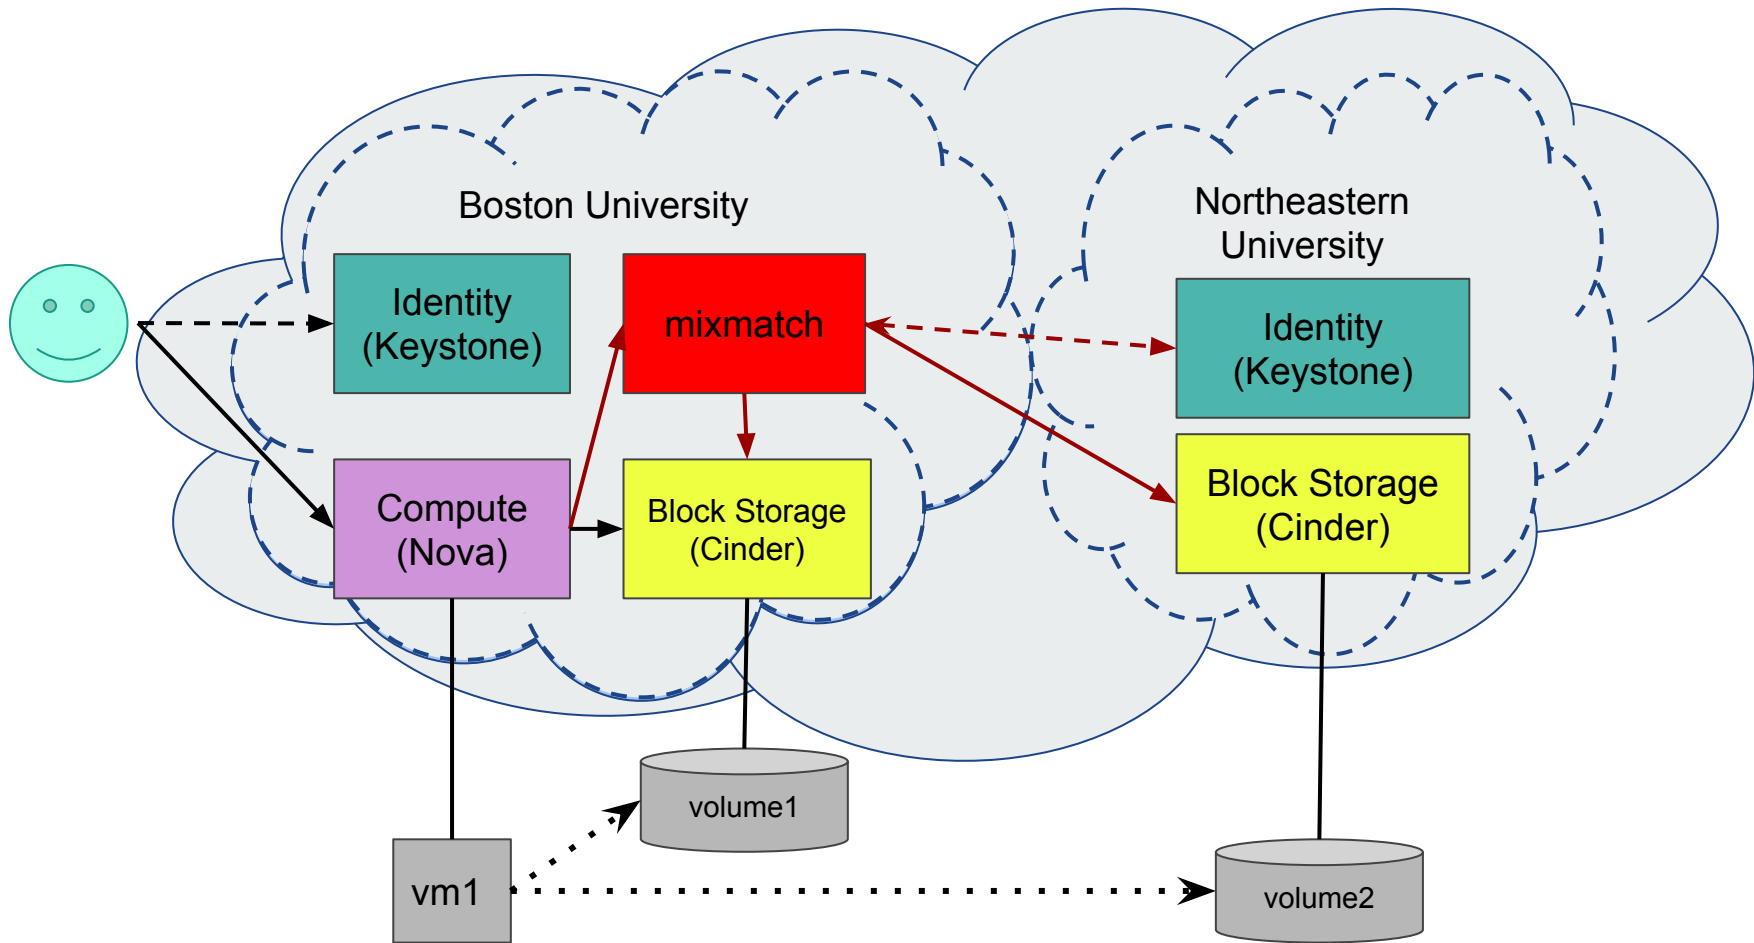 Boston University
Northeastern
University
Identity
(Keystone)
mixmatch
Identity
(Keystone)
Compute
(Nova)
Block Storage
(Cinder)
Block Storage
(Cinder)
volume1
vm1
volume2